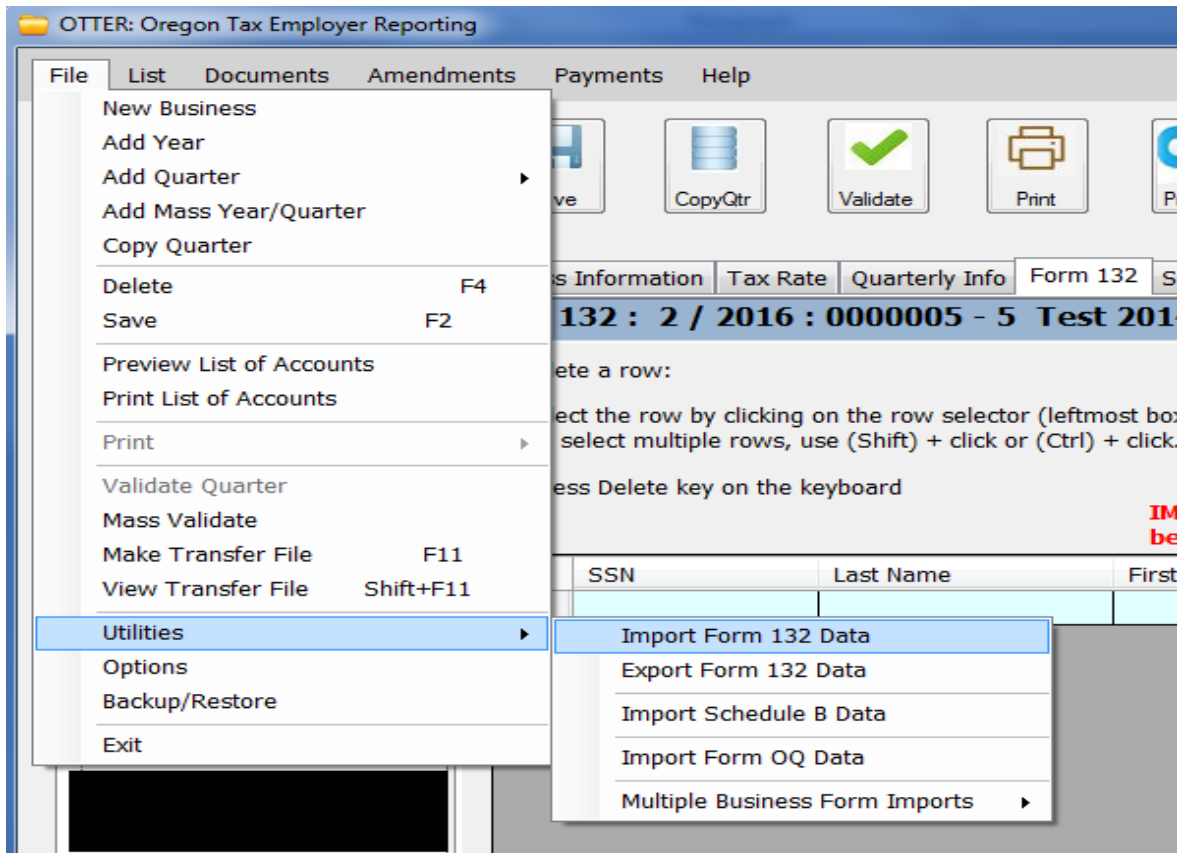 OTTER: Oregon Tax Employer Reporting
File List Documents Amendments Payments Help
New Business
Add Year
Add Quarter
Add Mass Year/Quarter
Copy Quarter
Delete F4
Save F2
Preview List of Accounts
Print List of Accounts
Print
Validate Quarter
Mass Validate
Make Transfer File F11
View Transfer File Shift+F11
Utilities
Options
Backup/Restore
Exit
Import Form 132 Data
Export Form 132 Data
Import Schedule B Data
Import Form OQ Data
Multiple Business Form Imports
ve CopyQtr Validate Print P
s Information Tax Rate Quarterly Info Form 132 S
132 : 2 / 2016 : 0000005 - 5 Test 201
ete a row:
ect the row by clicking on the row selector (leftmost bo
select multiple rows, use (Shift) + click or (Ctrl) + click.
ess Delete key on the keyboard
IM
be
SSN Last Name First